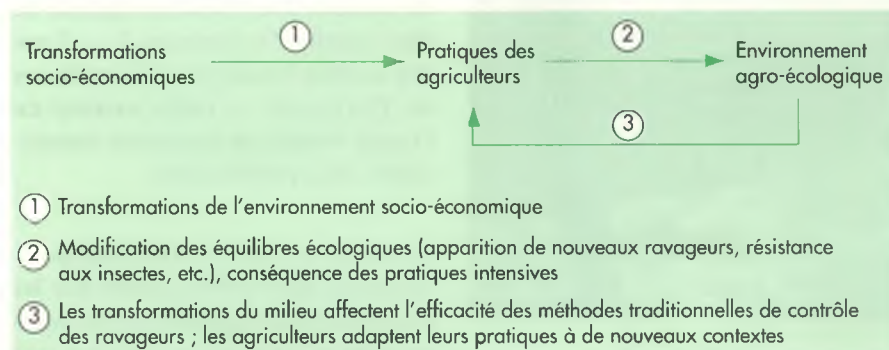 1
2
Transformations
socio-économiques
Pratiques des
agriculteurs
Environnement
agro-écologique
3
1 Transformations de l'environnement socio-économique
2 Modification des équilibres écologiques (apparition de nouveaux ravageurs, résistance
aux insectes, etc.), conséquence des pratiques intensives
3 Les transformations du milieu affectent l'efficacité des méthodes traditionnelles de contrôle
des ravageurs ; les agriculteurs adaptent leurs pratiques à de nouveaux contextes